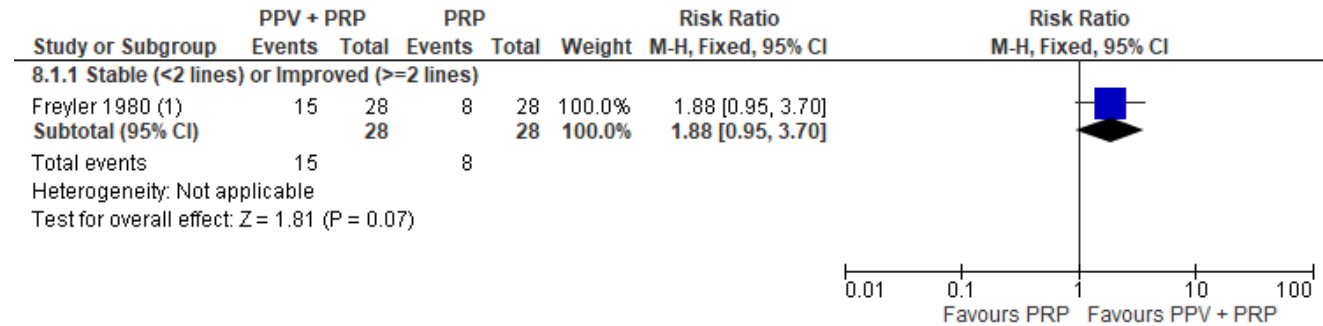 PPV + PRP PRP Risk Ratio Risk Ratio
Study or Subgroup Events Total Events Total Weight M-H, Fixed, 95% CI M-H, Fixed, 95% CI
8.1.1 Stable (<2 lines) or Improved (>=2 lines)
Freyler 1980 (1) 15 28 8 28 100.0% 1.88 [0.95, 3.70]
Subtotal (95% CI) 28 28 100.0% 1.88 [0.95, 3.70]
Total events 15 8
Heterogeneity: Not applicable
Test for overall effect: Z = 1.81 (P = 0.07)
0.01 0.1 1 10 100
Favours PRP Favours PPV + PRP